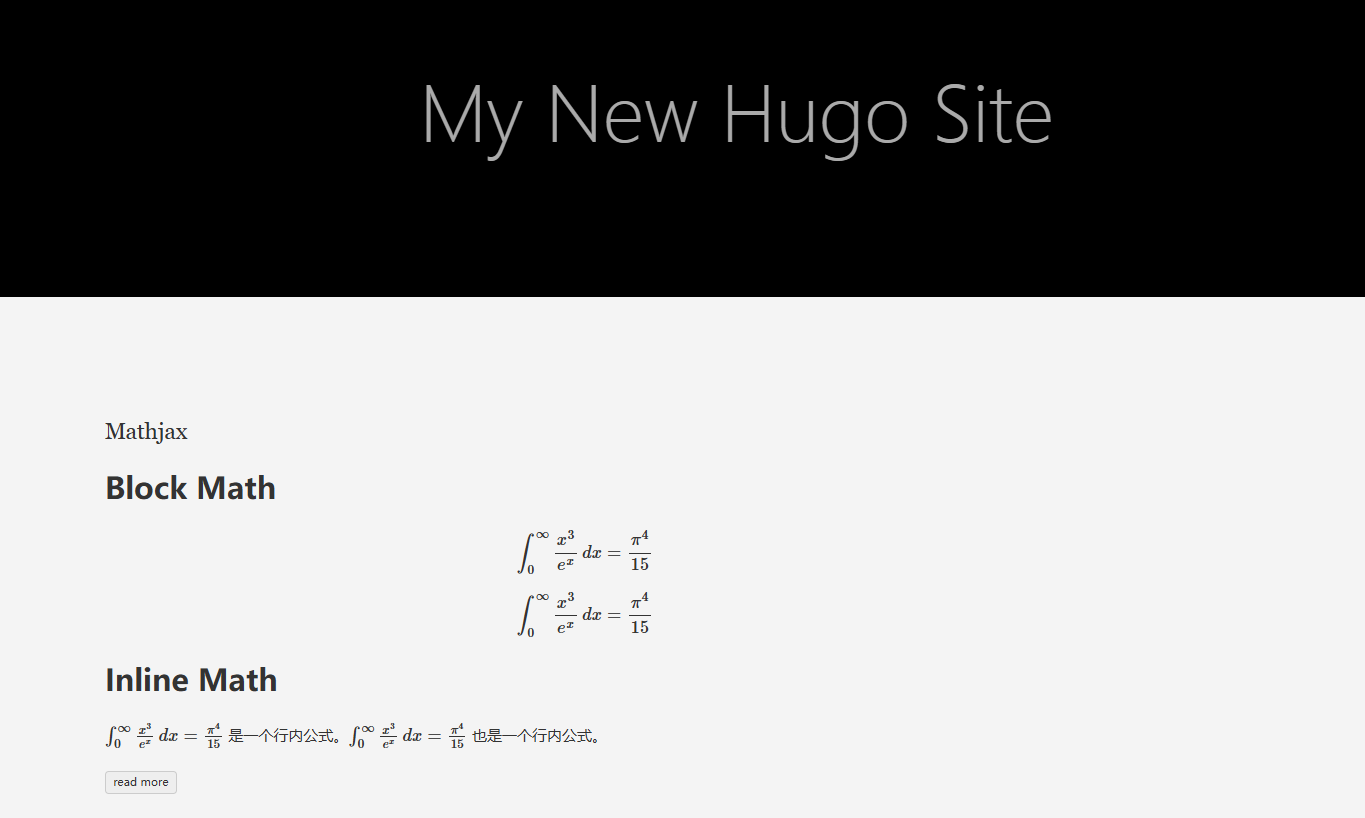 My New Hugo Site
Mathjax
Block Math
$$\int_0^\infty \frac{x^3}{e^x}\,dx = \frac{\pi^4}{15}$$
$$\int_0^\infty \frac{x^3}{e^x}\,dx = \frac{\pi^4}{15}$$
Inline Math
$\int_0^\infty \frac{x^3}{e^x}\,dx = \frac{\pi^4}{15}$ 是一个行内公式。$\int_0^\infty \frac{x^3}{e^x}\,dx = \frac{\pi^4}{15}$ 也是一个行内公式。
read more